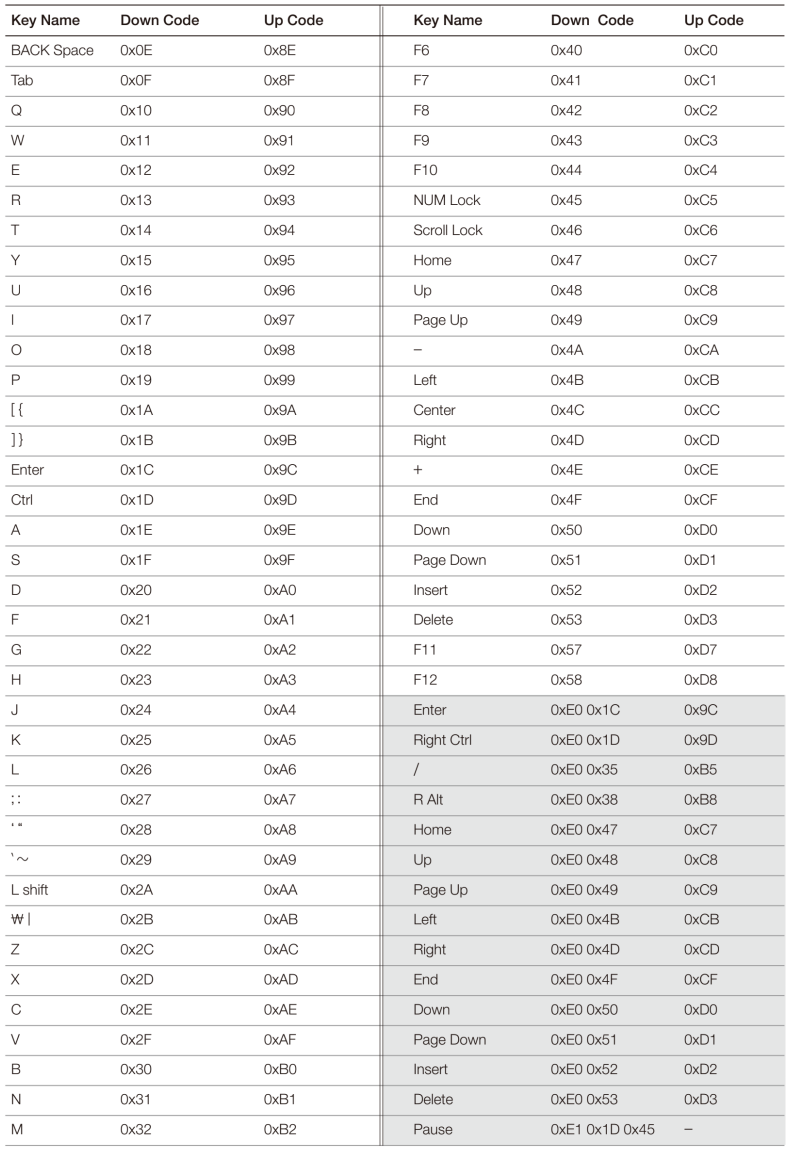 Key Name Down Code Up Code Key Name Down Code Up Code
BACK Space 0x0E 0x8E F6 0x40 0xC0
Tab 0x0F 0x8F F7 0x41 0xC1
Q 0x10 0x90 F8 0x42 0xC2
W 0x11 0x91 F9 0x43 0xC3
E 0x12 0x92 F10 0x44 0xC4
R 0x13 0x93 NUM Lock 0x45 0xC5
T 0x14 0x94 Scroll Lock 0x46 0xC6
Y 0x15 0x95 Home 0x47 0xC7
U 0x16 0x96 Up 0x48 0xC8
I 0x17 0x97 Page Up 0x49 0xC9
O 0x18 0x98 – 0x4A 0xCA
P 0x19 0x99 Left 0x4B 0xCB
[ { 0x1A 0x9A Center 0x4C 0xCC
] } 0x1B 0x9B Right 0x4D 0xCD
Enter 0x1C 0x9C + 0x4E 0xCE
Ctrl 0x1D 0x9D End 0x4F 0xCF
A 0x1E 0x9E Down 0x50 0xD0
S 0x1F 0x9F Page Down 0x51 0xD1
D 0x20 0xA0 Insert 0x52 0xD2
F 0x21 0xA1 Delete 0x53 0xD3
G 0x22 0xA2 F11 0x57 0xD7
H 0x23 0xA3 F12 0x58 0xD8
J 0x24 0xA4 Enter 0xE0 0x1C 0x9C
K 0x25 0xA5 Right Ctrl 0xE0 0x1D 0x9D
L 0x26 0xA6 / 0xE0 0x35 0xB5
; : 0x27 0xA7 R Alt 0xE0 0x38 0xB8
‘ “ 0x28 0xA8 Home 0xE0 0x47 0xC7
‵ ～ 0x29 0xA9 Up 0xE0 0x48 0xC8
L shift 0x2A 0xAA Page Up 0xE0 0x49 0xC9
₩ | 0x2B 0xAB Left 0xE0 0x4B 0xCB
Z 0x2C 0xAC Right 0xE0 0x4D 0xCD
X 0x2D 0xAD End 0xE0 0x4F 0xCF
C 0x2E 0xAE Down 0xE0 0x50 0xD0
V 0x2F 0xAF Page Down 0xE0 0x51 0xD1
B 0x30 0xB0 Insert 0xE0 0x52 0xD2
N 0x31 0xB1 Delete 0xE0 0x53 0xD3
M 0x32 0xB2 Pause 0xE1 0x1D 0x45 –